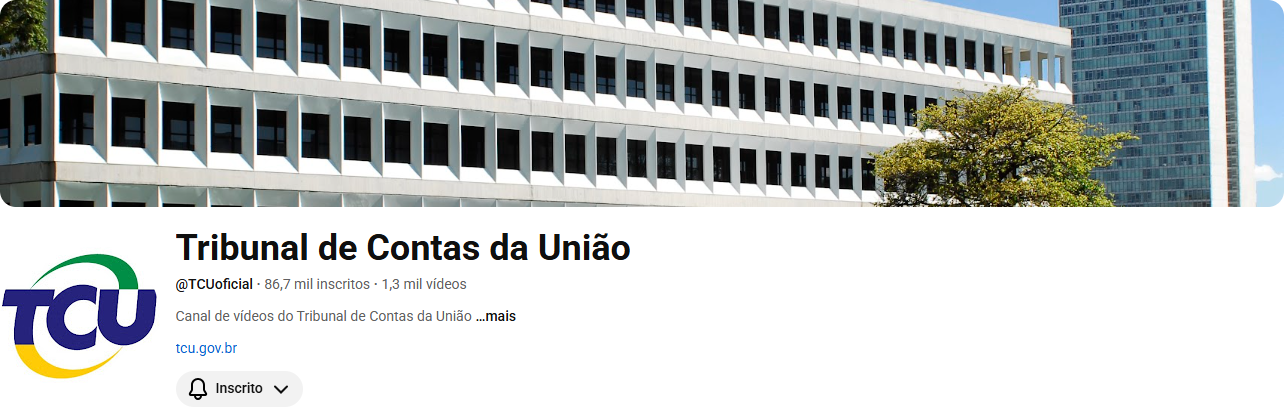 Tribunal de Contas da União
TCU
@TCUoficial · 86,7 mil inscritos · 1,3 mil vídeos
Canal de vídeos do Tribunal de Contas da União ...mais
tcu.gov.br
Inscrito